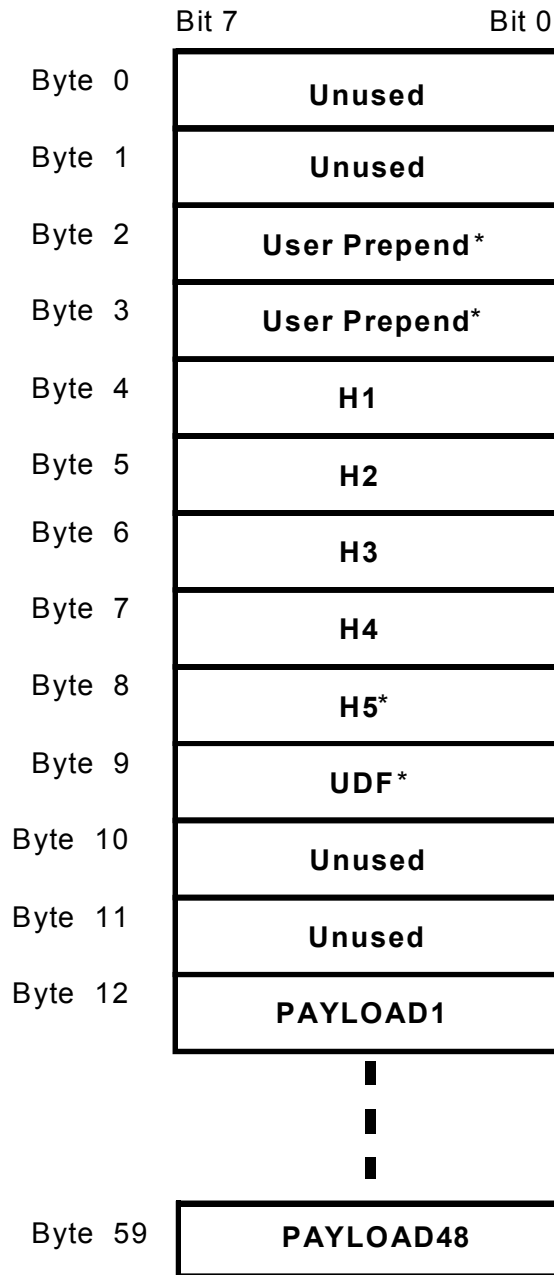 Bit 7 Bit 0
Byte 0 Unused
Byte 1 Unused
Byte 2 User Prepend*
Byte 3 User Prepend*
Byte 4 H1
Byte 5 H2
Byte 6 H3
Byte 7 H4
Byte 8 H5*
Byte 9 UDF*
Byte 10 Unused
Byte 11 Unused
Byte 12 PAYLOAD1
Byte 59 PAYLOAD48